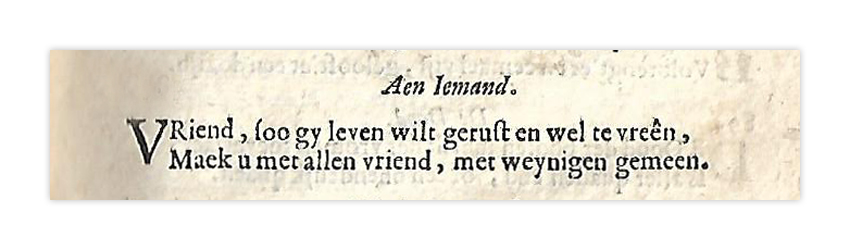 Aen Iemand.
VRiend, ſoo gy leven wilt geruſt en wel te vreên,
Maek u met allen vriend, met weynigen gemeen.